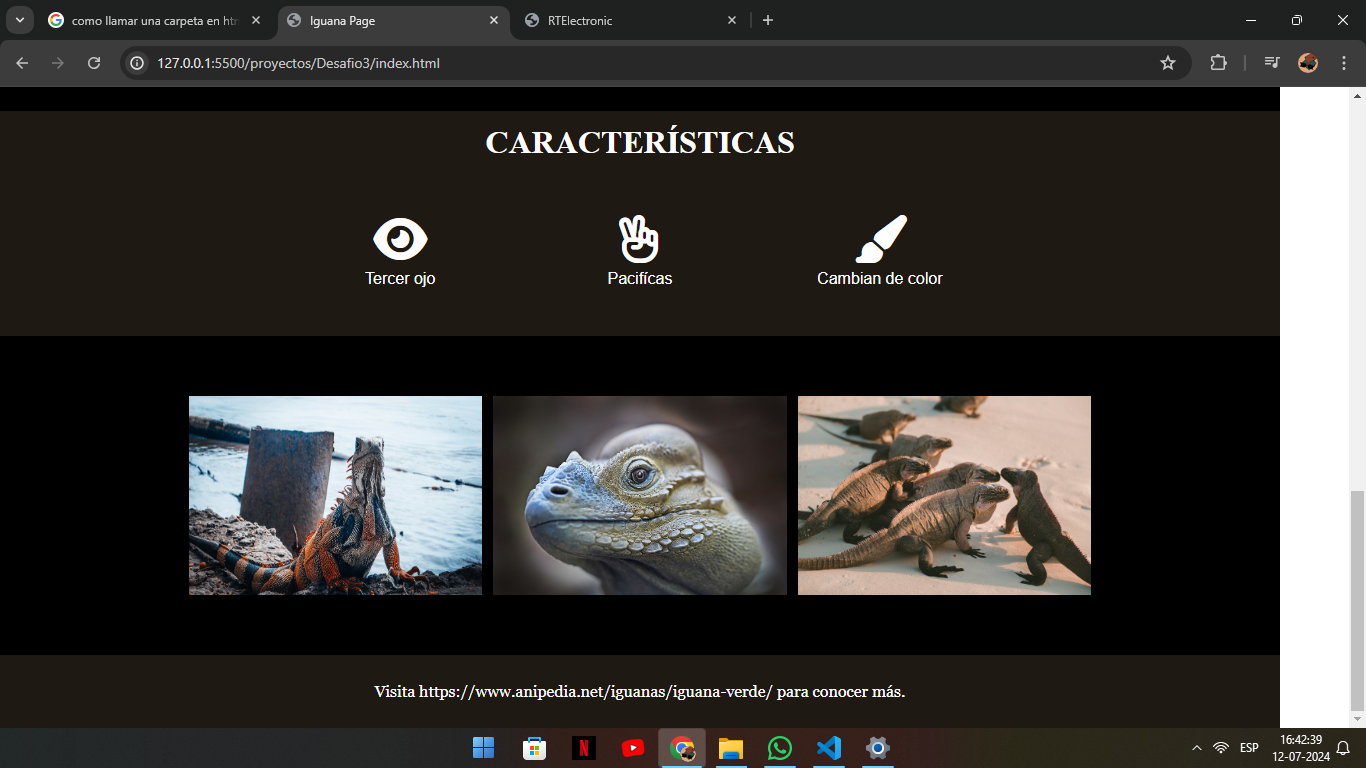 como llamar una carpeta en htm
Iguana Page
RTElectronic
127.0.0.1:5500/proyectos/Desafio3/index.html
CARACTERÍSTICAS
Tercer ojo
Pacifícas
Cambian de color
Visita https://www.anipedia.net/iguanas/iguana-verde/ para conocer más.
N
ESP
16:42:39
12-07-2024